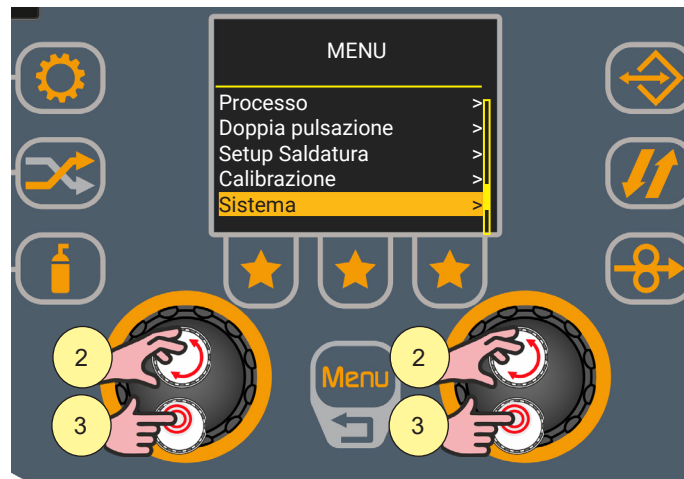 MENU
Processo >
Doppia pulsazione >
Setup Saldatura >
Calibrazione >
Sistema >
2
2
Menu
3
3